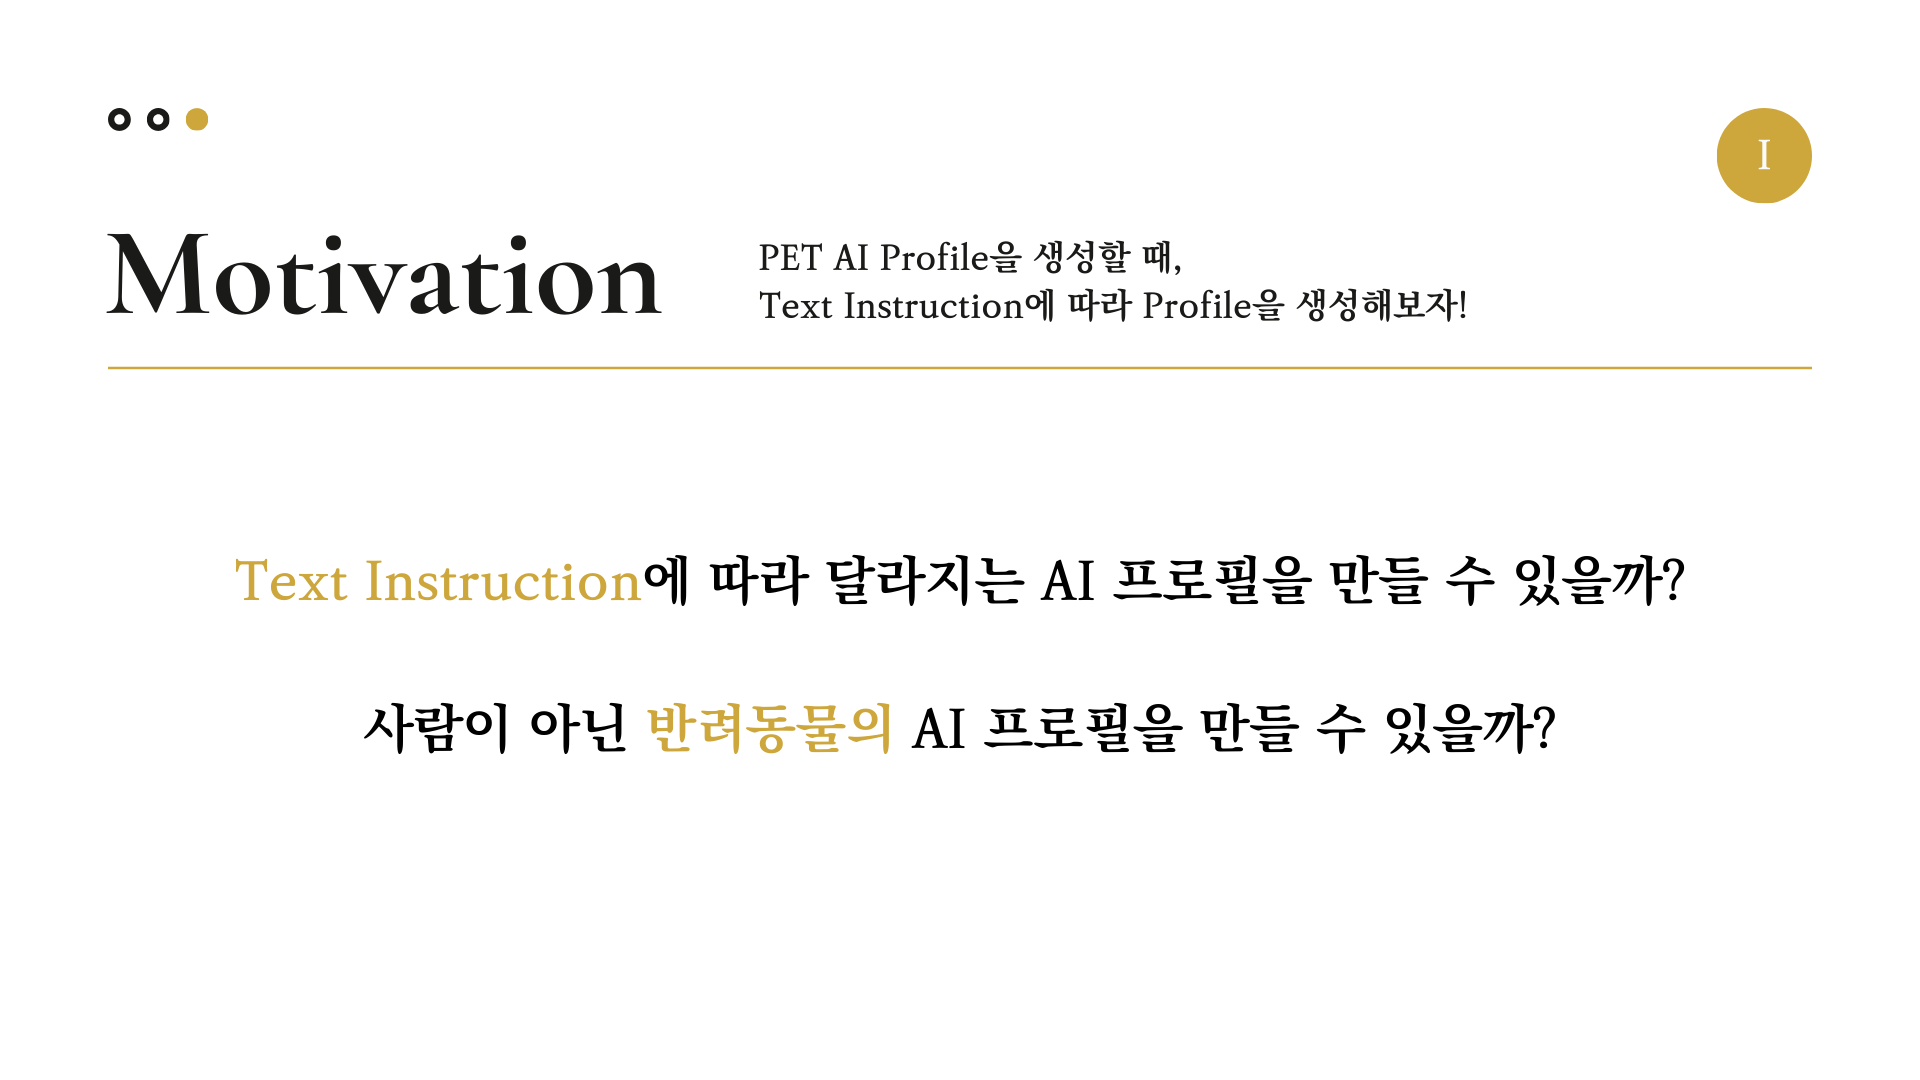 I
Motivation
PET AI Profile을 생성할 때,
Text Instruction에 따라 Profile을 생성해보자!
Text Instruction에 따라 달라지는 AI 프로필을 만들 수 있을까?
사람이 아닌 반려동물의 AI 프로필을 만들 수 있을까?